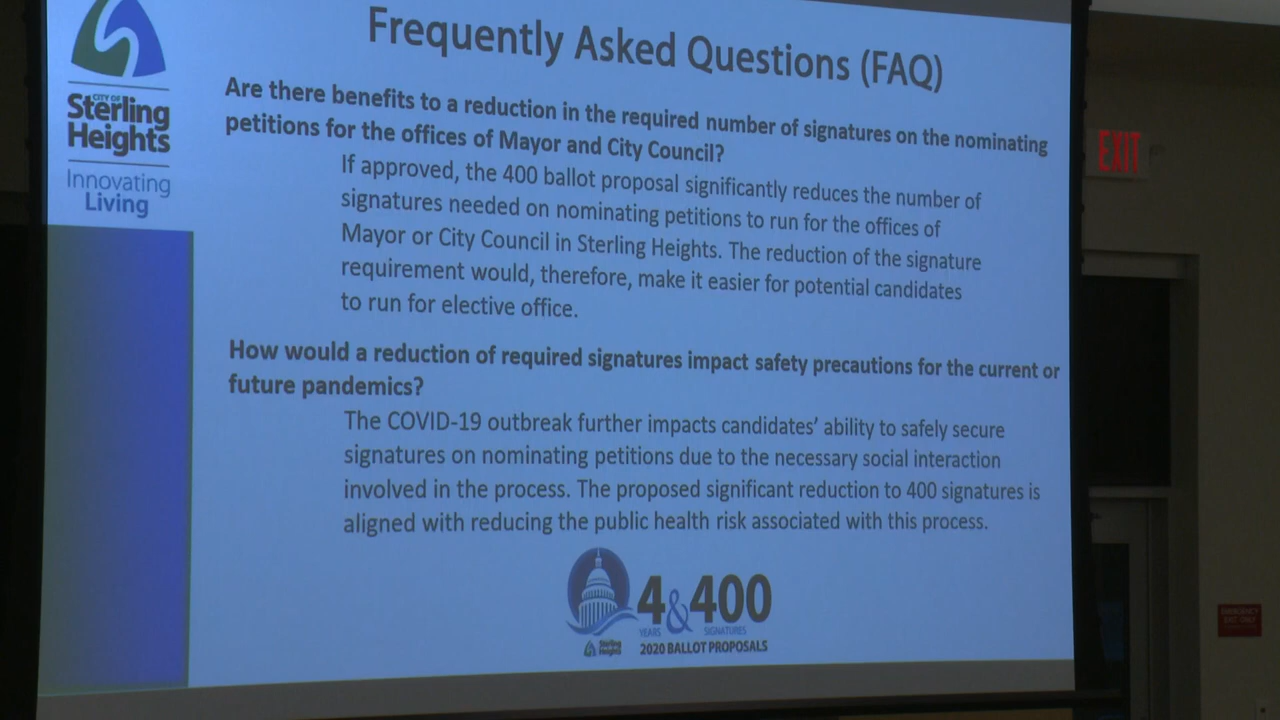 Frequently Asked Questions (FAQ)
CITY OF
Sterling
Heights
Innovating
Living
Are there benefits to a reduction in the required number of signatures on the nominating
petitions for the offices of Mayor and City Council?
If approved, the 400 ballot proposal significantly reduces the number of
signatures needed on nominating petitions to run for the offices of
Mayor or City Council in Sterling Heights. The reduction of the signature
requirement would, therefore, make it easier for potential candidates
to run for elective office.
How would a reduction of required signatures impact safety precautions for the current or
future pandemics?
The COVID-19 outbreak further impacts candidates’ ability to safely secure
signatures on nominating petitions due to the necessary social interaction
involved in the process. The proposed significant reduction to 400 signatures is
aligned with reducing the public health risk associated with this process.
4&400
YEARS SIGNATURES
Sterling
Heights
2020 BALLOT PROPOSALS
EXIT
EMERGENCY
EXIT ONLY